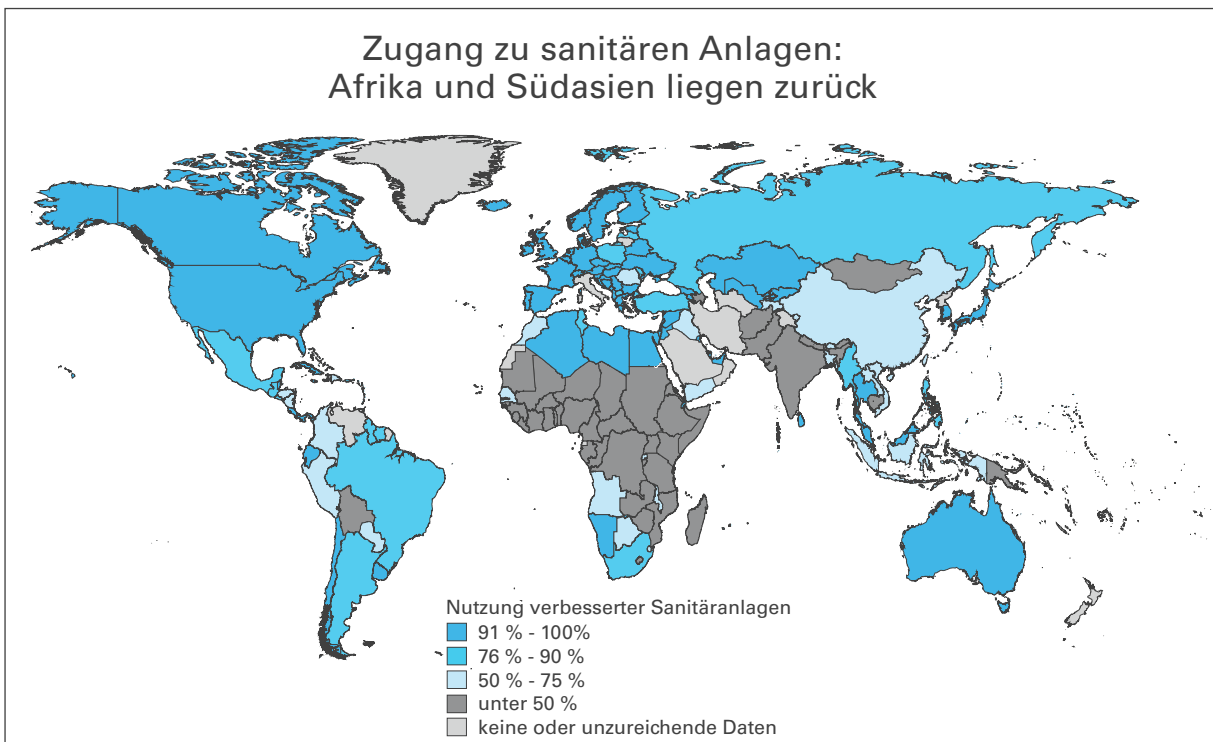 Zugang zu sanitären Anlagen:
Afrika und Südasien liegen zurück
Nutzung verbesserter Sanitäranlagen
91 % - 100%
76 % - 90 %
50 % - 75 %
unter 50 %
keine oder unzureichende Daten